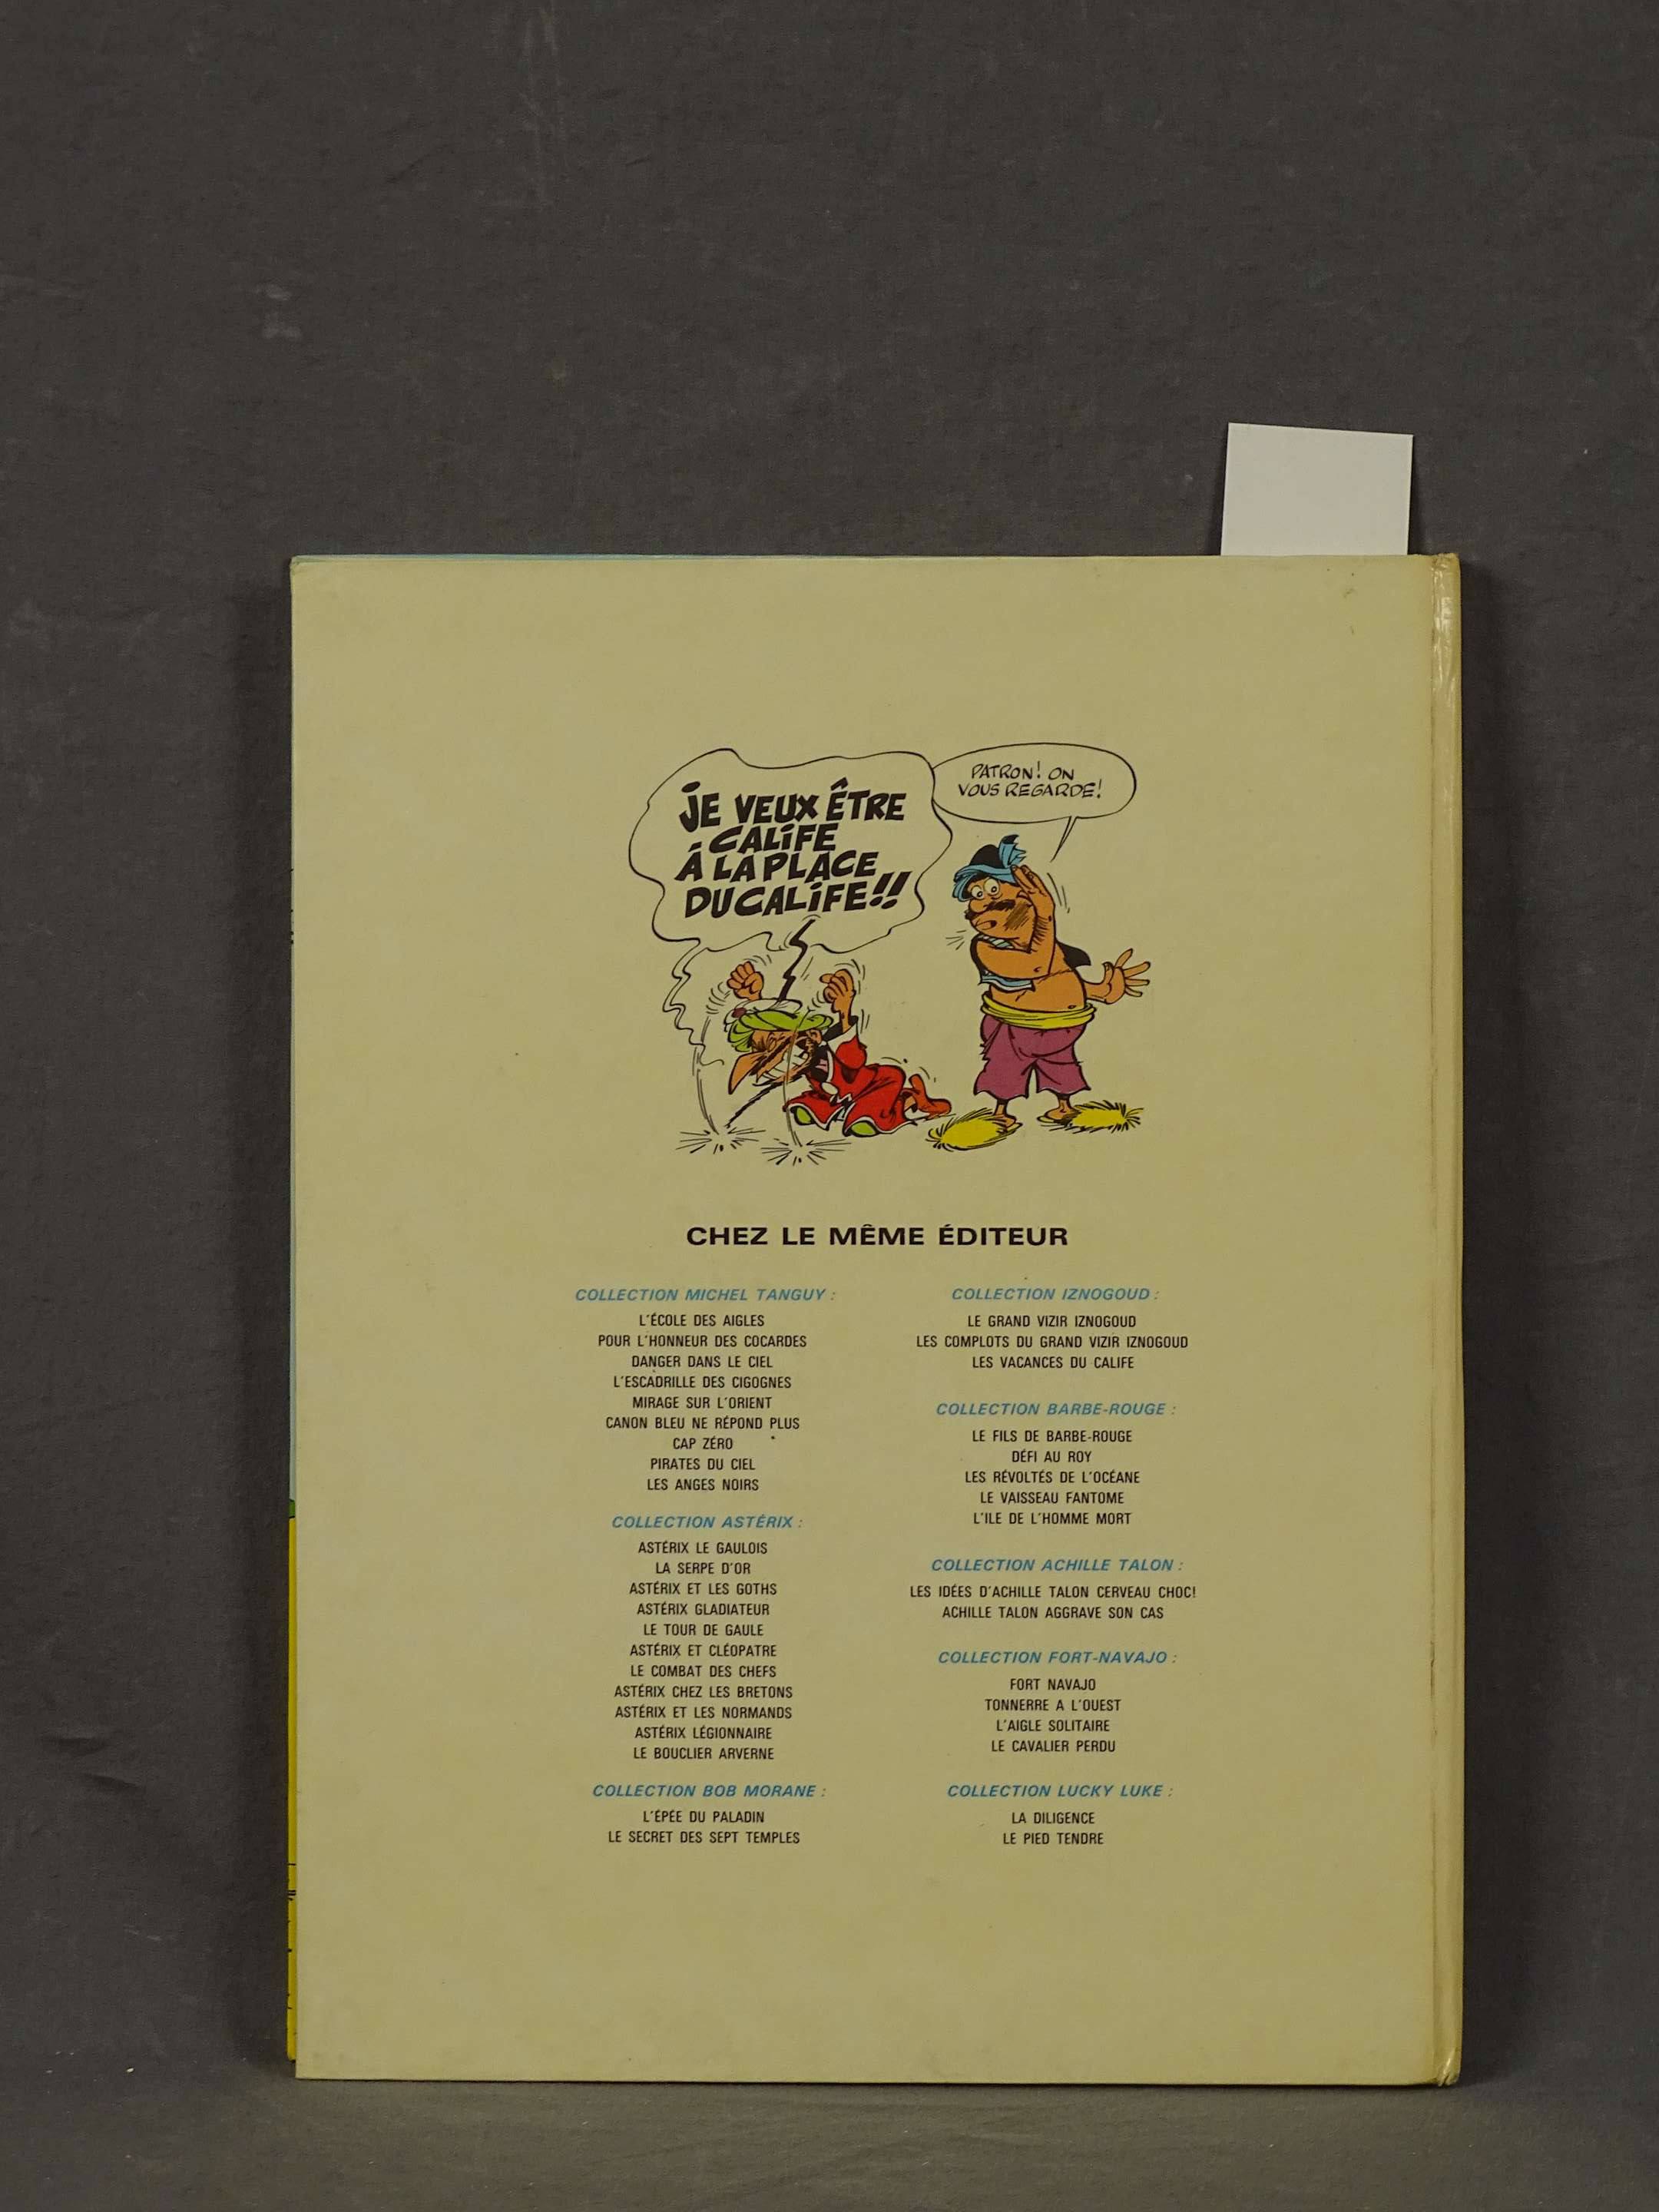 JE VEUX ÊTRE
CALIFE
À LA PLACE
DU CALIFE!!
PATRON! ON
VOUS REGARDE!
CHEZ LE MÊME ÉDITEUR
COLLECTION MICHEL TANGUY :
L'ÉCOLE DES AIGLES
POUR L'HONNEUR DES COCARDES
DANGER DANS LE CIEL
L'ESCADRILLE DES CIGOGNES
MIRAGE SUR L'ORIENT
CANON BLEU NE RÉPOND PLUS
CAP ZÉRO
PIRATES DU CIEL
LES ANGES NOIRS
COLLECTION ASTÉRIX :
ASTÉRIX LE GAULOIS
LA SERPE D'OR
ASTÉRIX ET LES GOTHS
ASTÉRIX GLADIATEUR
LE TOUR DE GAULE
ASTÉRIX ET CLÉOPATRE
LE COMBAT DES CHEFS
ASTÉRIX CHEZ LES BRETONS
ASTÉRIX ET LES NORMANDS
ASTÉRIX LÉGIONNAIRE
LE BOUCLIER ARVERNE
COLLECTION BOB MORANE :
L'ÉPÉE DU PALADIN
LE SECRET DES SEPT TEMPLES
COLLECTION IZNOGOUD :
LE GRAND VIZIR IZNOGOUD
LES COMPLOTS DU GRAND VIZIR IZNOGOUD
LES VACANCES DU CALIFE
COLLECTION BARBE-ROUGE :
LE FILS DE BARBE-ROUGE
DÉFI AU ROY
LES RÉVOLTÉS DE L'OCÉANE
LE VAISSEAU FANTOME
L'ILE DE L'HOMME MORT
COLLECTION ACHILLE TALON :
LES IDÉES D'ACHILLE TALON CERVEAU CHOC!
ACHILLE TALON AGGRAVE SON CAS
COLLECTION FORT-NAVAJO :
FORT NAVAJO
TONNERRE A L'OUEST
L'AIGLE SOLITAIRE
LE CAVALIER PERDU
COLLECTION LUCKY LUKE :
LA DILIGENCE
LE PIED TENDRE